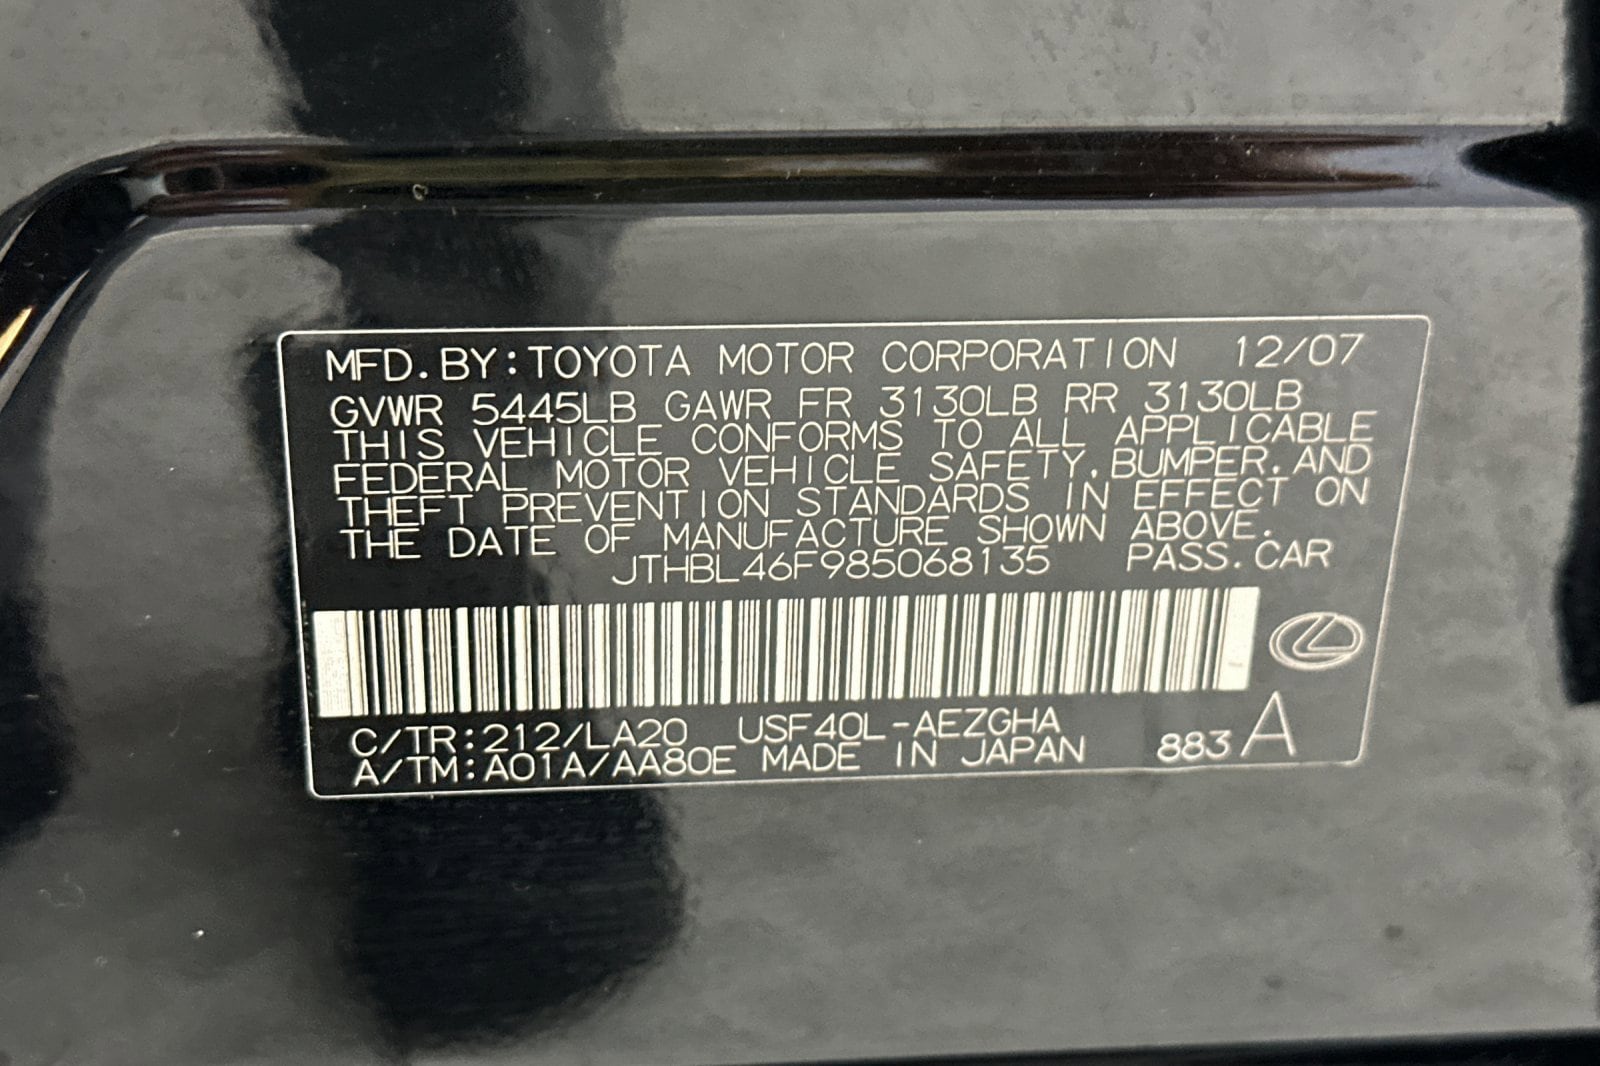 MFD. BY: TOYOTA MOTOR CORPORATION 12/07
GVWR 5445LB GAWR FR 3130LB RR 3130LB
THIS VEHICLE CONFORMS TO ALL APPLICABLE
FEDERAL MOTOR VEHICLE SAFETY, BUMPER, AND
THEFT PREVENTION STANDARDS IN EFFECT ON
THE DATE OF MANUFACTURE SHOWN ABOVE.
JTHBL46F985068135 PASS. CAR
C/TR: 212/LA20 USF40L-AEZGHA
A/TM: A01A/AA80E MADE IN JAPAN 883 A